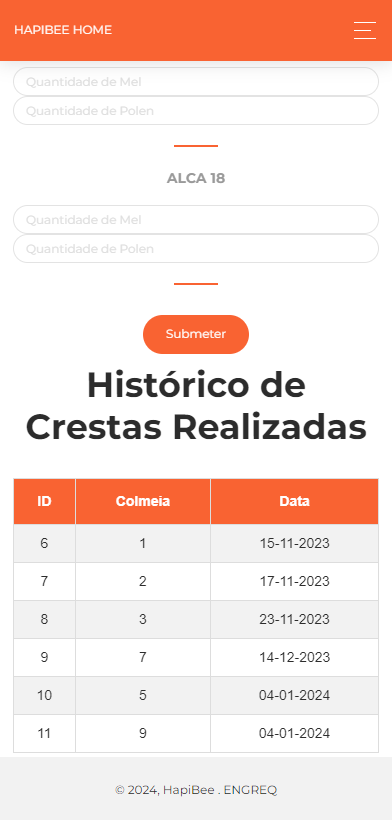 HAPIBEE HOME
Quantidade de Mel
Quantidade de Polen
ALCA 18
Quantidade de Mel
Quantidade de Polen
Submeter
Histórico de
Crestas Realizadas
ID Colmeia Data
6 1 15-11-2023
7 2 17-11-2023
8 3 23-11-2023
9 7 14-12-2023
10 5 04-01-2024
11 9 04-01-2024
© 2024, HapiBee . ENGREQ